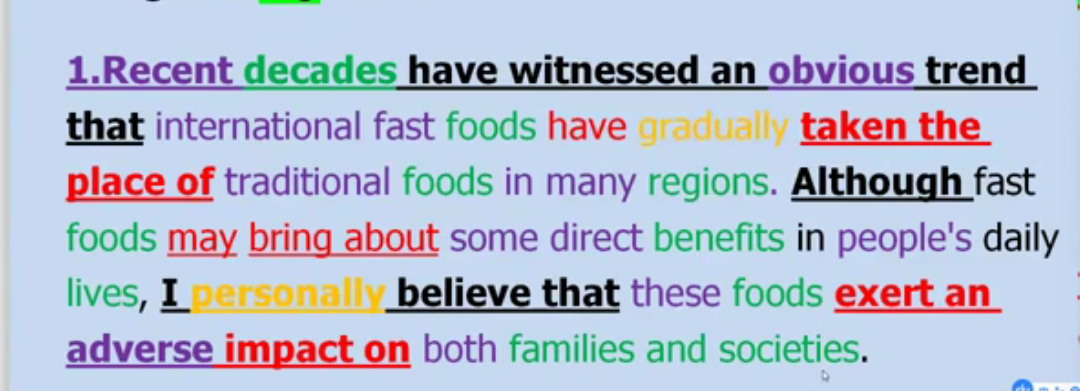 1.Recent decades have witnessed an obvious trend
that international fast foods have gradually taken the
place of traditional foods in many regions. Although fast
foods may bring about some direct benefits in people's daily
lives, I personally believe that these foods exert an
adverse impact on both families and societies.